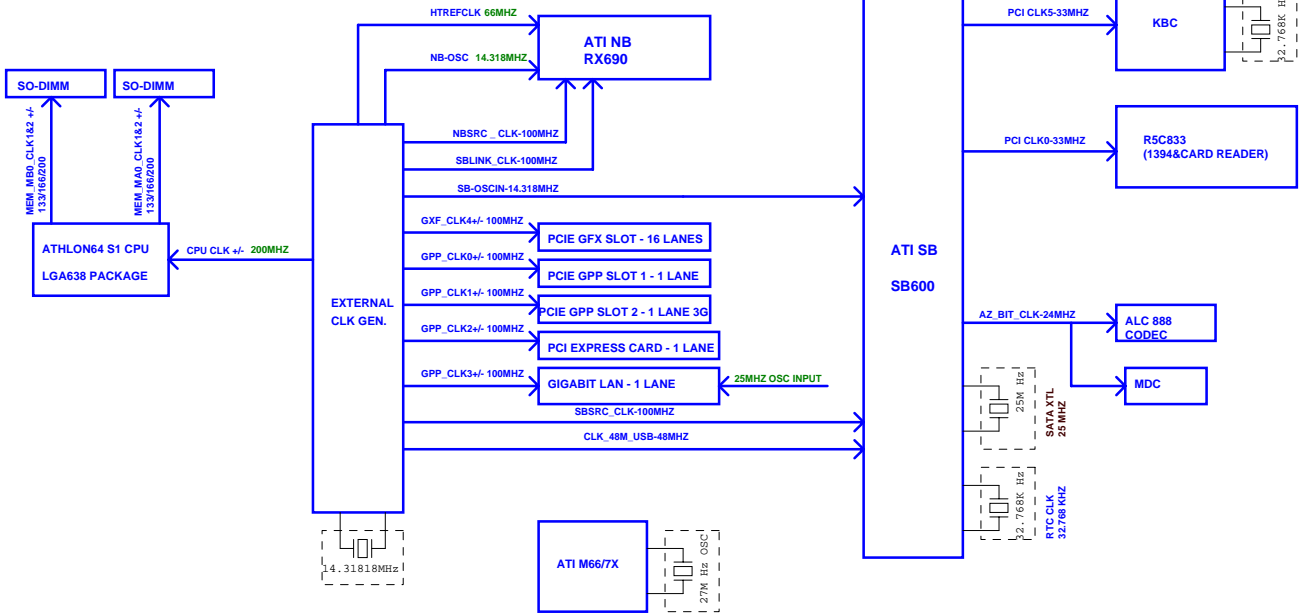 HTREFCLK 66MHZ
ATI NB
RX690
NB-OSC 14.318MHZ
PCI CLK5-33MHZ
KBC
32.768K H
SO-DIMM
SO-DIMM
MEM_MB0_CLK1&2 +/-
133/166/200
MEM_MA0_CLK1&2 +/-
133/166/200
NBSRC _ CLK-100MHZ
SBLINK_CLK-100MHZ
SB-OSCIN-14.318MHZ
PCI CLK0-33MHZ
R5C833
(1394&CARD READER)
ATHLON64 S1 CPU
LGA638 PACKAGE
CPU CLK +/- 200MHZ
EXTERNAL
CLK GEN.
GXF_CLK4+/- 100MHZ
PCIE GFX SLOT - 16 LANES
GPP_CLK0+/- 100MHZ
PCIE GPP SLOT 1 - 1 LANE
GPP_CLK1+/- 100MHZ
PCIE GPP SLOT 2 - 1 LANE 3G
GPP_CLK2+/- 100MHZ
PCI EXPRESS CARD - 1 LANE
GPP_CLK3+/- 100MHZ
GIGABIT LAN - 1 LANE
25MHZ OSC INPUT
SBSRC_CLK-100MHZ
CLK_48M_USB-48MHZ
ATI SB
SB600
AZ_BIT_CLK-24MHZ
ALC 888
CODEC
MDC
25M Hz
SATA XTL
25 MHZ
32.768K Hz
RTC CLK
32.768 KHZ
14.31818MHz
ATI M66/7X
27M Hz OSC